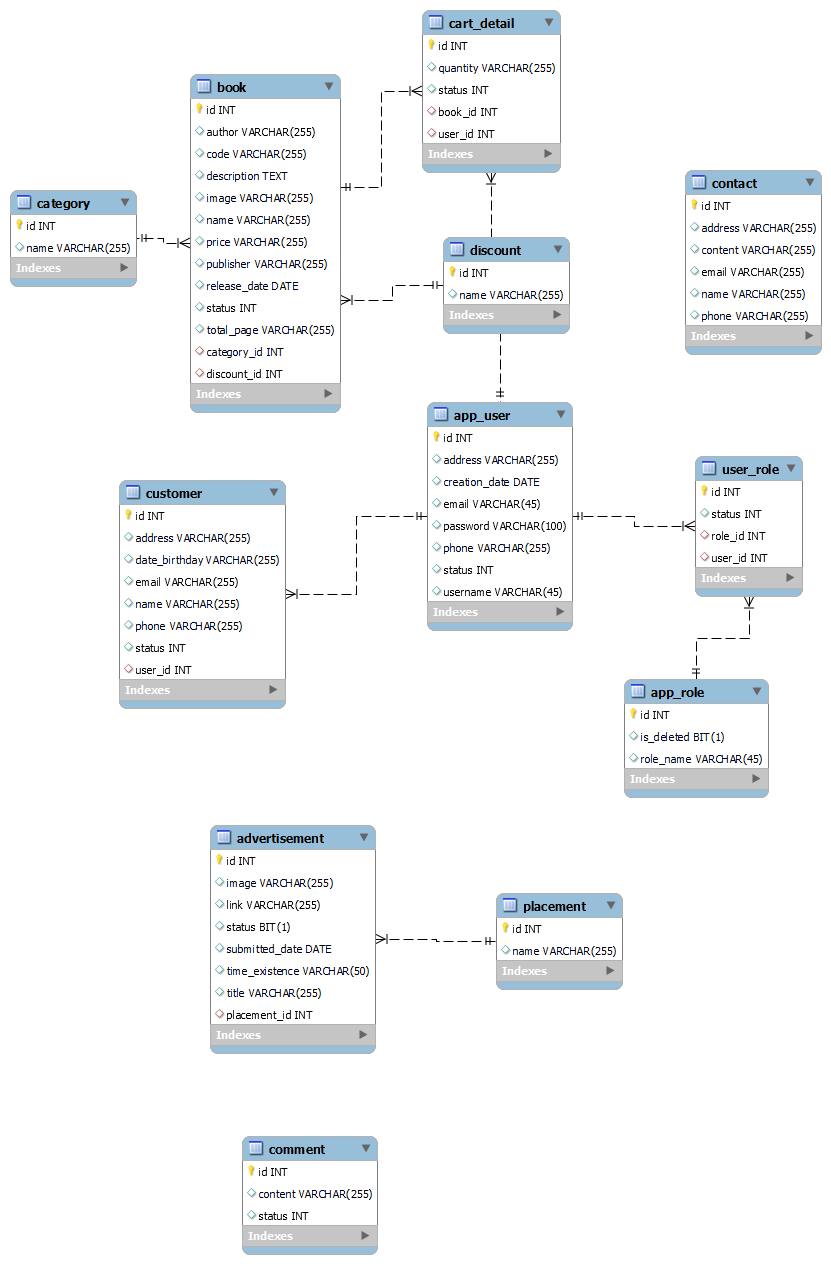 cart_detail
id INT
quantity VARCHAR(255)
status INT
book_id INT
user_id INT
Indexes
book
id INT
author VARCHAR(255)
code VARCHAR(255)
description TEXT
image VARCHAR(255)
name VARCHAR(255)
price VARCHAR(255)
publisher VARCHAR(255)
release_date DATE
status INT
total_page VARCHAR(255)
category_id INT
discount_id INT
Indexes
contact
id INT
address VARCHAR(255)
content VARCHAR(255)
email VARCHAR(255)
name VARCHAR(255)
phone VARCHAR(255)
Indexes
category
id INT
name VARCHAR(255)
Indexes
discount
id INT
name VARCHAR(255)
Indexes
app_user
id INT
address VARCHAR(255)
creation_date DATE
email VARCHAR(45)
password VARCHAR(100)
phone VARCHAR(255)
status INT
username VARCHAR(45)
Indexes
user_role
id INT
status INT
role_id INT
user_id INT
Indexes
customer
id INT
address VARCHAR(255)
date_birthday VARCHAR(255)
email VARCHAR(255)
name VARCHAR(255)
phone VARCHAR(255)
status INT
user_id INT
Indexes
app_role
id INT
is_deleted BIT(1)
role_name VARCHAR(45)
Indexes
advertisement
id INT
image VARCHAR(255)
link VARCHAR(255)
status BIT(1)
submitted_date DATE
time_existence VARCHAR(50)
title VARCHAR(255)
placement_id INT
Indexes
placement
id INT
name VARCHAR(255)
Indexes
comment
id INT
content VARCHAR(255)
status INT
Indexes